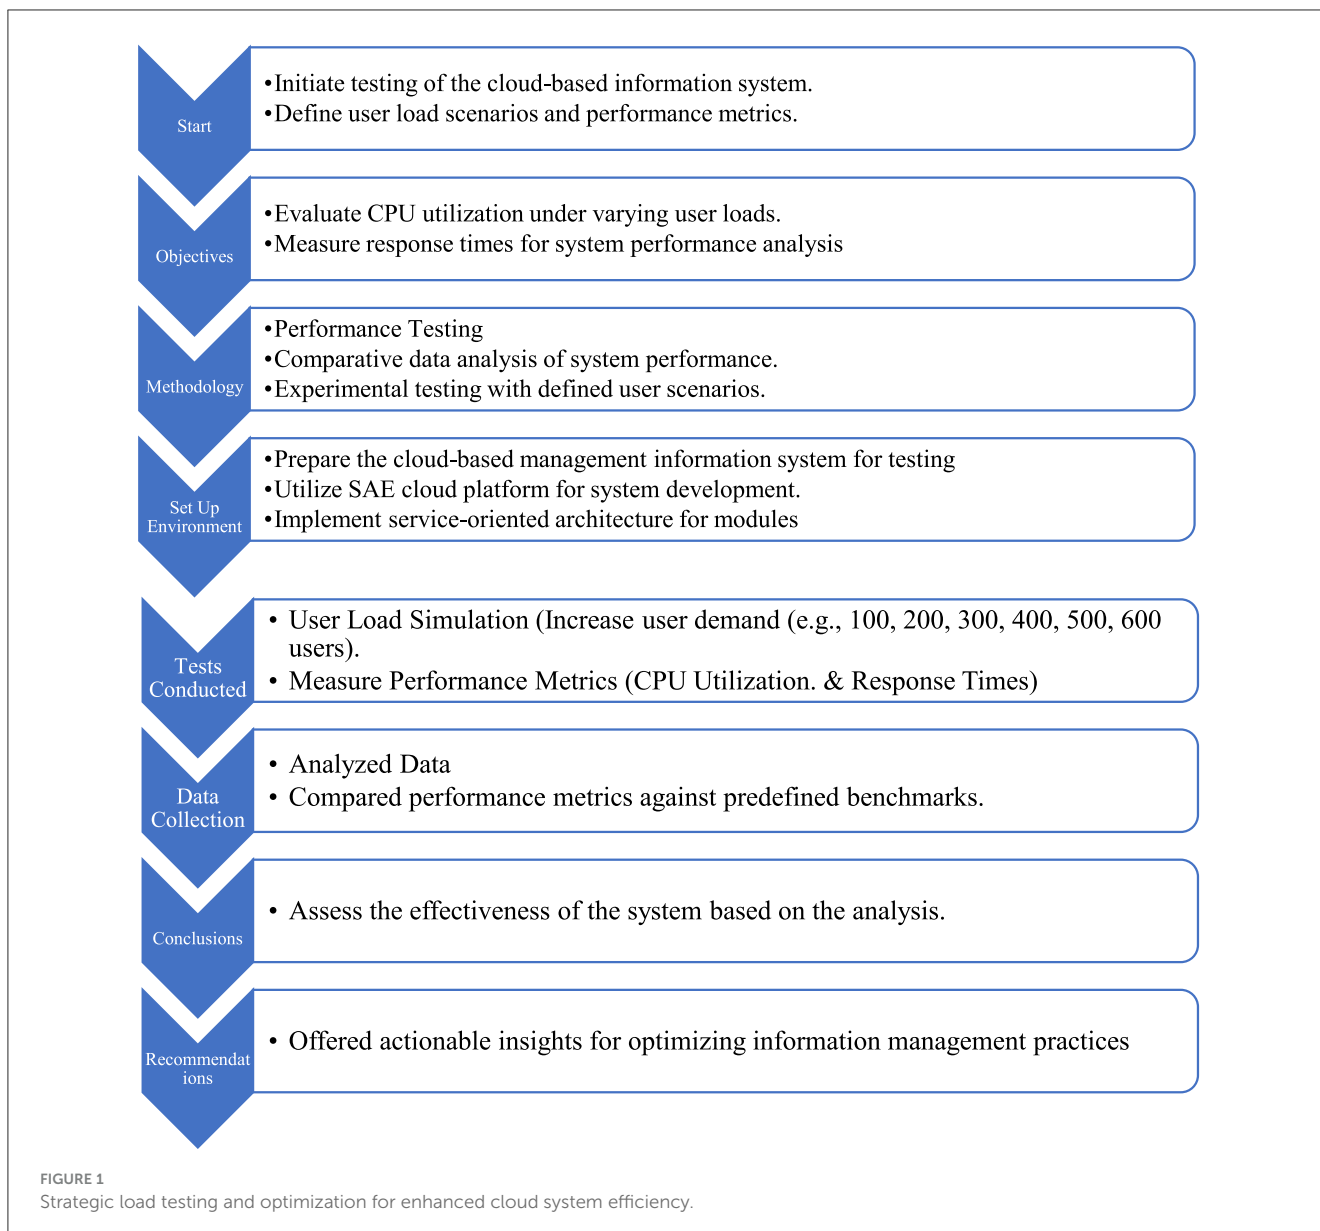 Start
•Initiate testing of the cloud-based information system.
•Define user load scenarios and performance metrics.
Objectives
•Evaluate CPU utilization under varying user loads.
•Measure response times for system performance analysis
Methodology
•Performance Testing
•Comparative data analysis of system performance.
•Experimental testing with defined user scenarios.
Set Up
Environment
•Prepare the cloud-based management information system for testing
•Utilize SAE cloud platform for system development.
•Implement service-oriented architecture for modules
Tests
Conducted
• User Load Simulation (Increase user demand (e.g., 100, 200, 300, 400, 500, 600
users).
• Measure Performance Metrics (CPU Utilization. & Response Times)
Data
Collection
• Analyzed Data
• Compared performance metrics against predefined benchmarks.
Conclusions
• Assess the effectiveness of the system based on the analysis.
Recommendat
ions
• Offered actionable insights for optimizing information management practices
FIGURE 1
Strategic load testing and optimization for enhanced cloud system efficiency.